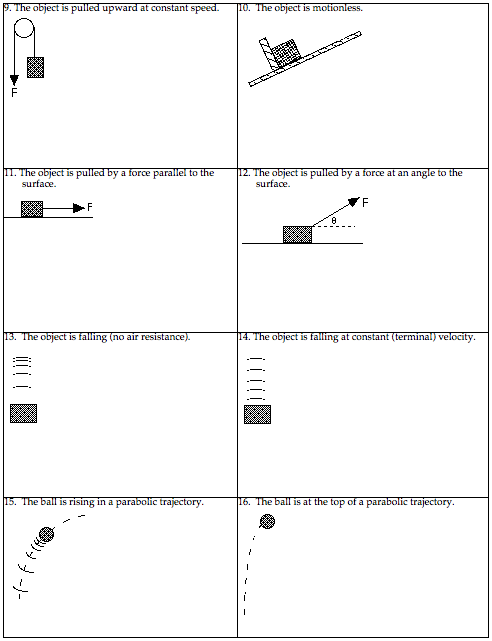 9. The object is pulled upward at constant speed.
F
10. The object is motionless.
11. The object is pulled by a force parallel to the
surface.
F
12. The object is pulled by a force at an angle to the
surface.
F
θ
13. The object is falling (no air resistance).
14. The object is falling at constant (terminal) velocity.
15. The ball is rising in a parabolic trajectory.
16. The ball is at the top of a parabolic trajectory.